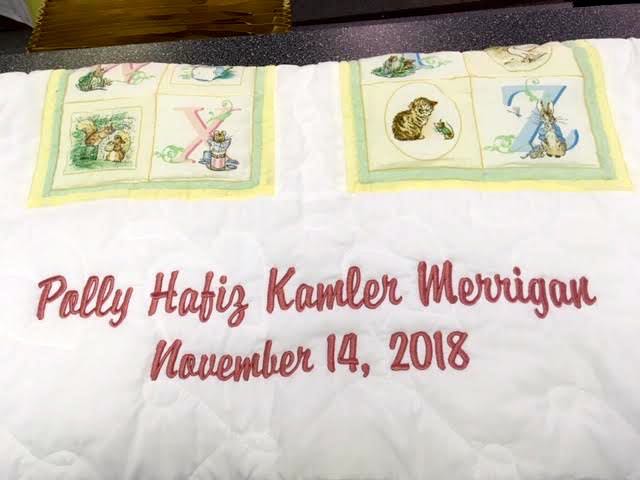 X
Z
Polly Hafiz Kamler Merrigan
November 14, 2018